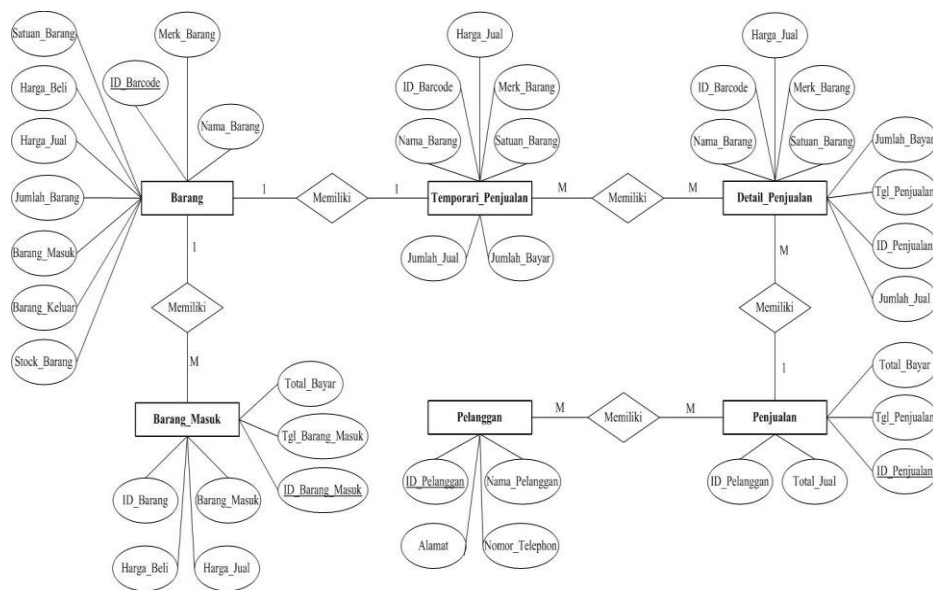 Satuan_Barang
Merk_Barang
Harga_Jual
Harga_Jual
Harga_Beli
ID_Barcode
ID_Barcode
Merk_Barang
ID_Barcode
Merk_Barang
Harga_Jual
Nama_Barang
Nama_Barang
Satuan_Barang
Nama_Barang
Satuan_Barang
Jumlah_Bayar
Jumlah_Barang
Barang
1
Memiliki
1
Temporari_Penjualan
M
Memiliki
M
Detail_Penjualan
Tgl_Penjualan
Barang_Masuk
1
Jumlah_Jual
Jumlah_Bayar
M
ID_Penjualan
Barang_Keluar
Memiliki
Memiliki
Jumlah_Jual
Stock_Barang
M
1
Total_Bayar
Total_Bayar
Barang_Masuk
Pelanggan
M
Memiliki
M
Penjualan
Tgl_Penjualan
Tgl_Barang_Masuk
ID_Barang
Barang_Masuk
ID_Barang_Masuk
ID_Pelanggan
Nama_Pelanggan
ID_Pelanggan
Total_Jual
ID_Penjualan
Alamat
Nomor_Telephon
Harga_Beli
Harga_Jual